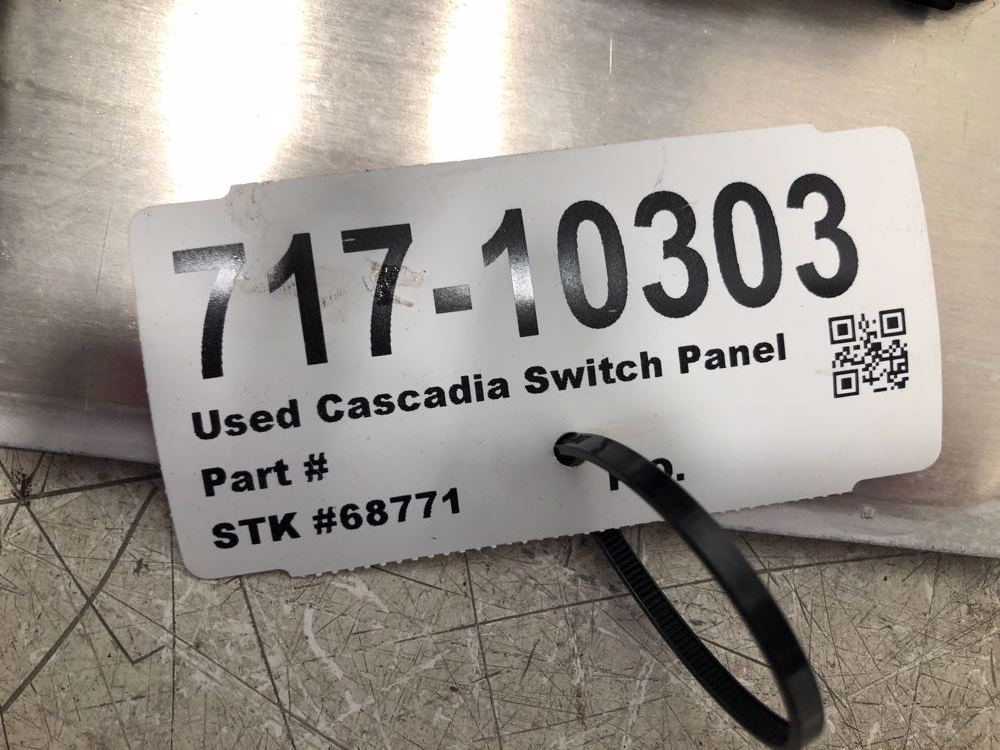 717-10303
Used Cascadia Switch Panel
Part #
STK #68771